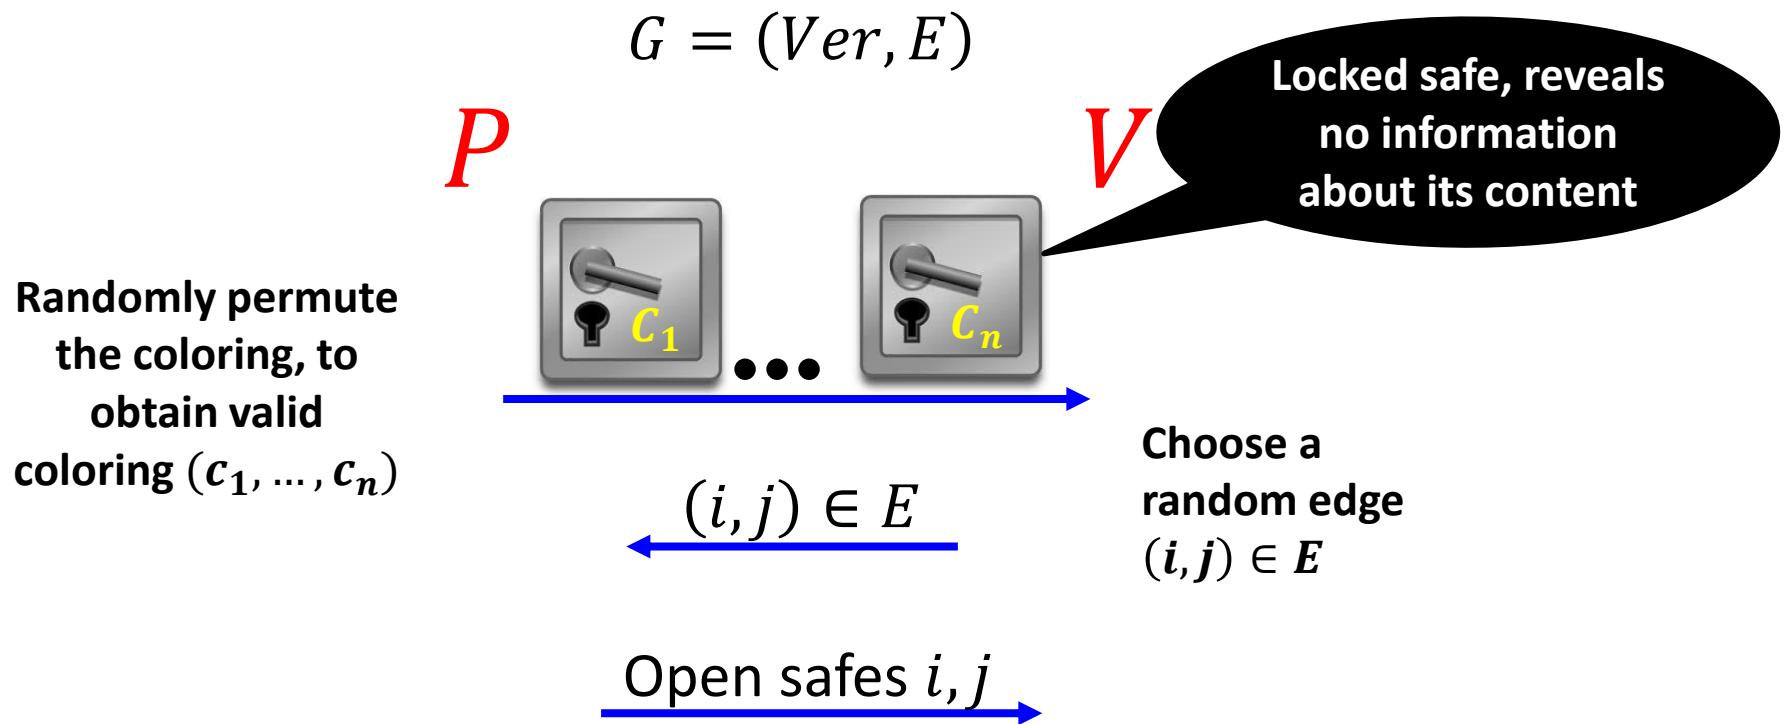 G = (Ver, E)
P
V
Locked safe, reveals
no information
about its content
C₁
...
Cₙ
Randomly permute
the coloring, to
obtain valid
coloring (c₁, … , cₙ)
Choose a
random edge
(i, j) ∈ E
(i, j) ∈ E
Open safes i, j